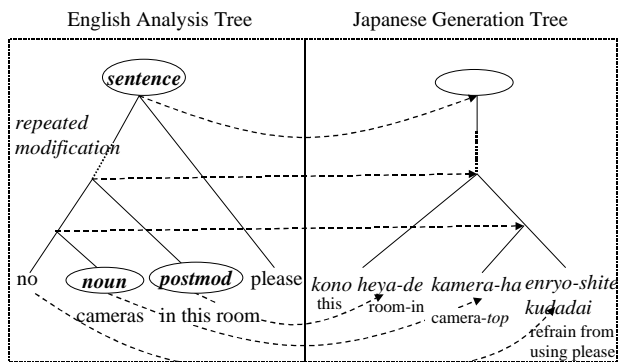 English Analysis Tree
Japanese Generation Tree
sentence
repeated
modification
no
noun
postmod
please
cameras
in this room
kono heya-de
kamera-ha
enryo-shite
kudadai
this
room-in
camera-top
refrain from
using please